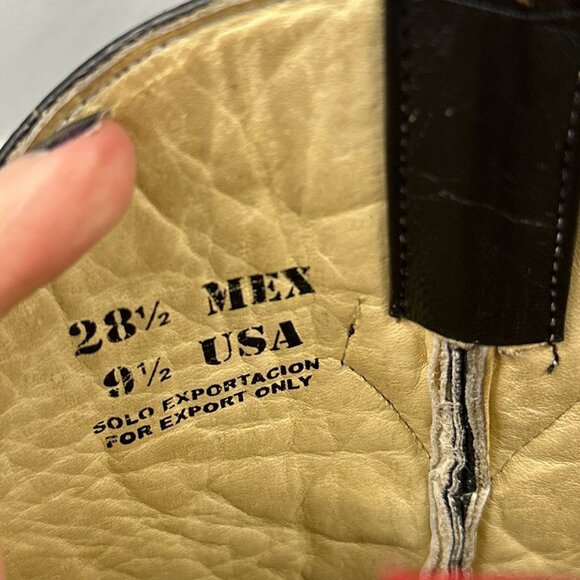 28½ MEX
9½ USA
SOLO EXPORTACION
FOR EXPORT ONLY